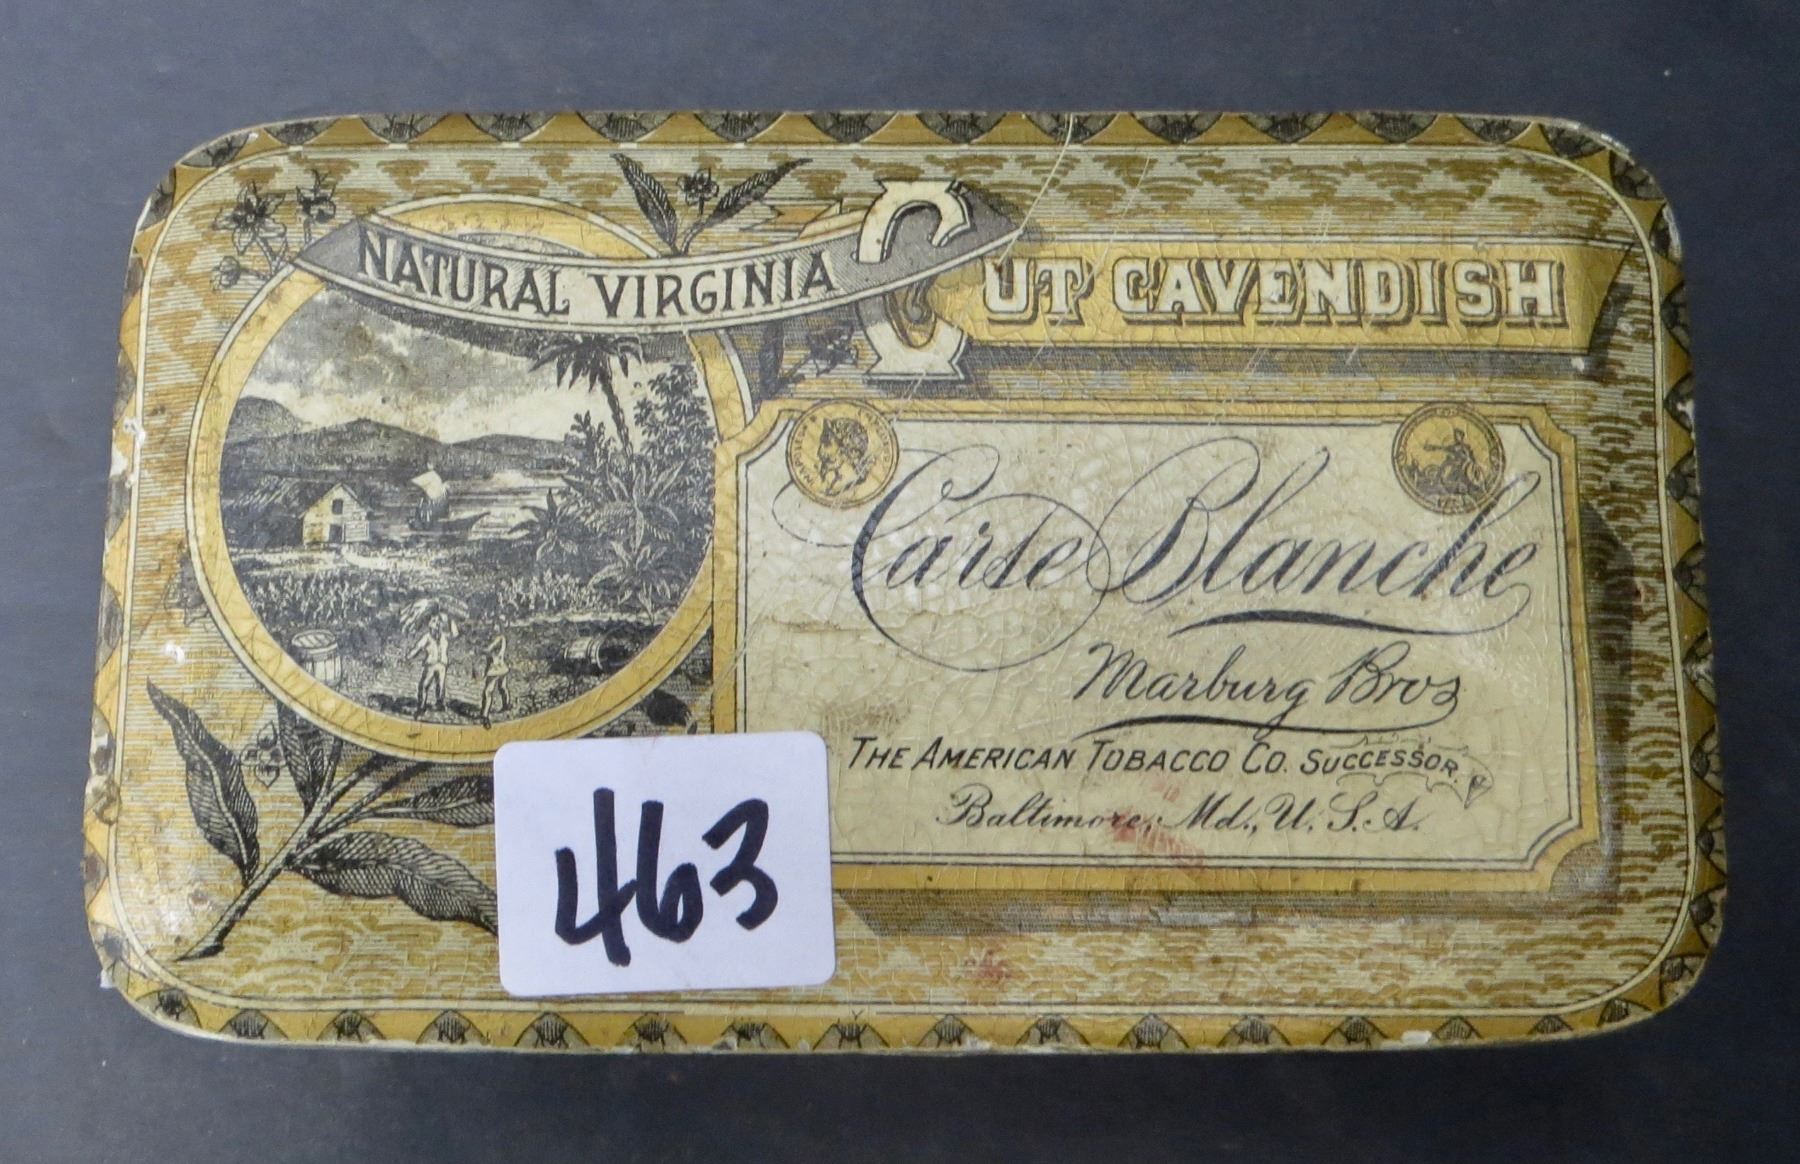 NATURAL VIRGINIA
CUT CAVENDISH
Carte Blanche
Marburg Bros
THE AMERICAN TOBACCO CO. SUCCESSOR.
Baltimore, Md., U.S.A.
463